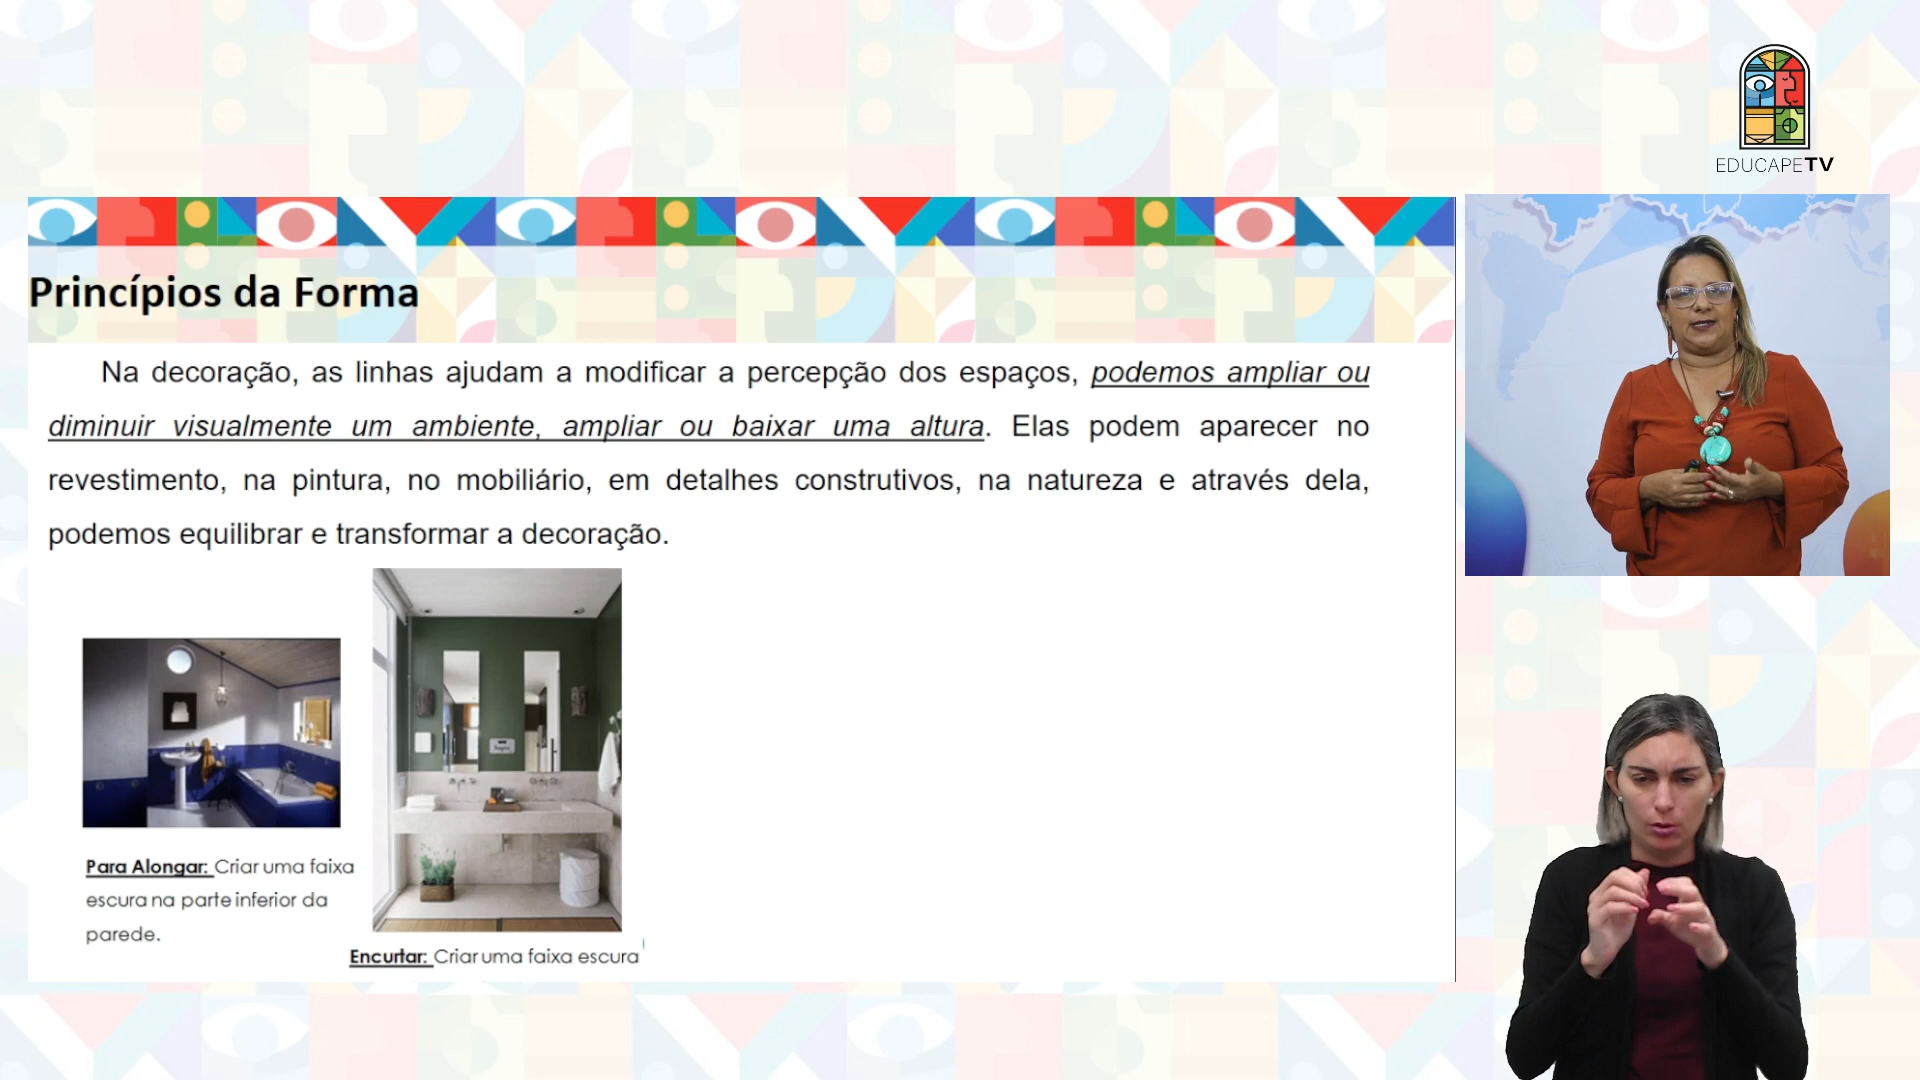 EDUCAPETV
Princípios da Forma
Na decoração, as linhas ajudam a modificar a percepção dos espaços, podemos ampliar ou
diminuir visualmente um ambiente, ampliar ou baixar uma altura. Elas podem aparecer no
revestimento, na pintura, no mobiliário, em detalhes construtivos, na natureza e através dela,
podemos equilibrar e transformar a decoração.
Para Alongar: Criar uma faixa
escura na parte inferior da
parede.
Encurtar: Criar uma faixa escura